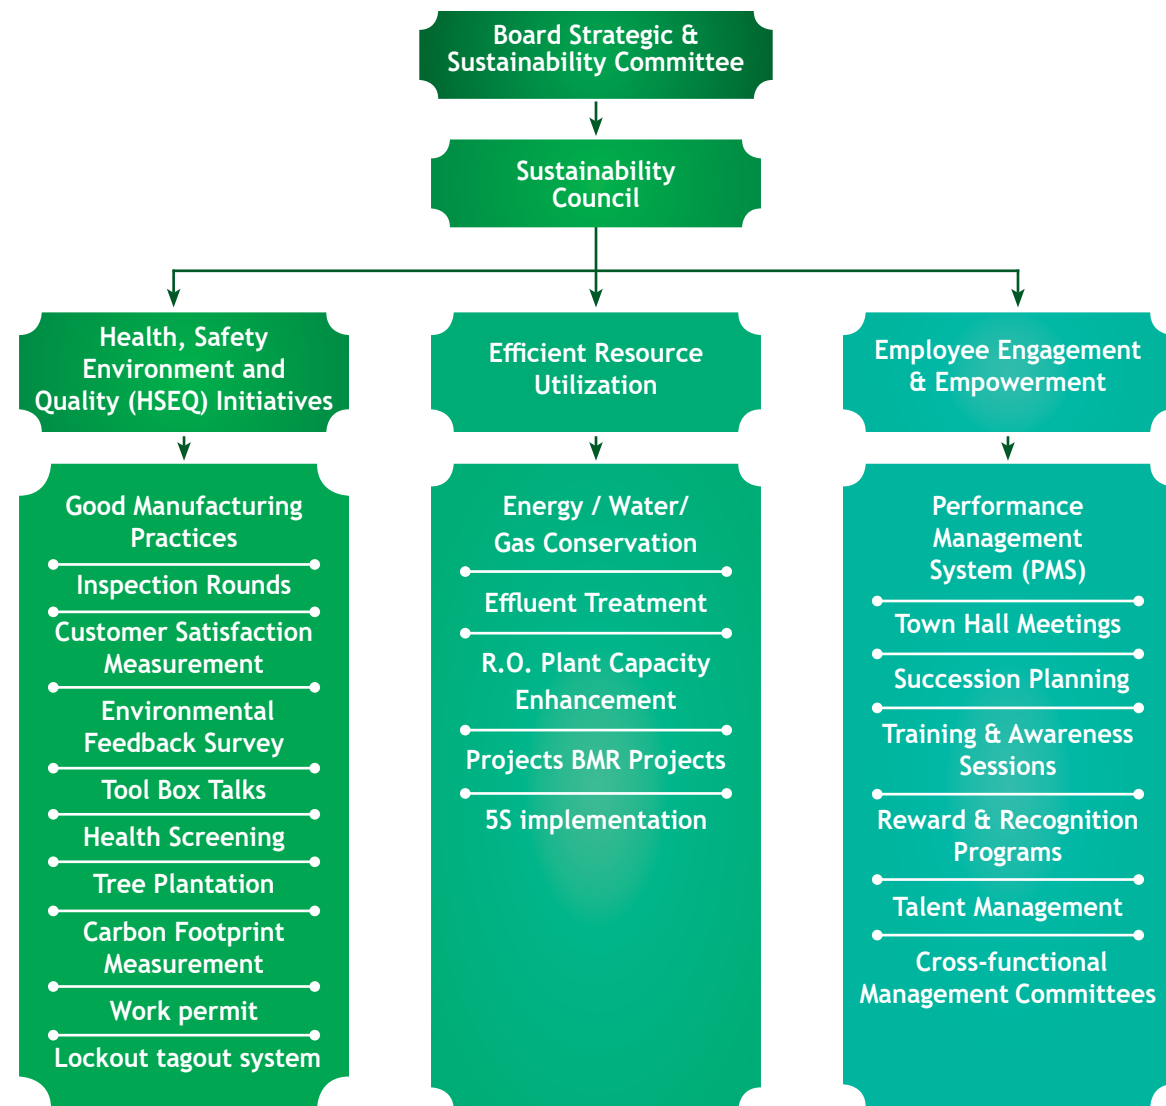 Board Strategic &
Sustainability Committee
Sustainability
Council
Health, Safety
Environment and
Quality (HSEQ) Initiatives
Good Manufacturing
Practices
Inspection Rounds
Customer Satisfaction
Measurement
Environmental
Feedback Survey
Tool Box Talks
Health Screening
Tree Plantation
Carbon Footprint
Measurement
Work permit
Lockout tagout system
Efficient Resource
Utilization
Energy / Water/
Gas Conservation
Effluent Treatment
R.O. Plant Capacity
Enhancement
Projects BMR Projects
5S implementation
Employee Engagement
& Empowerment
Performance
Management
System (PMS)
Town Hall Meetings
Succession Planning
Training & Awareness
Sessions
Reward & Recognition
Programs
Talent Management
Cross-functional
Management Committees